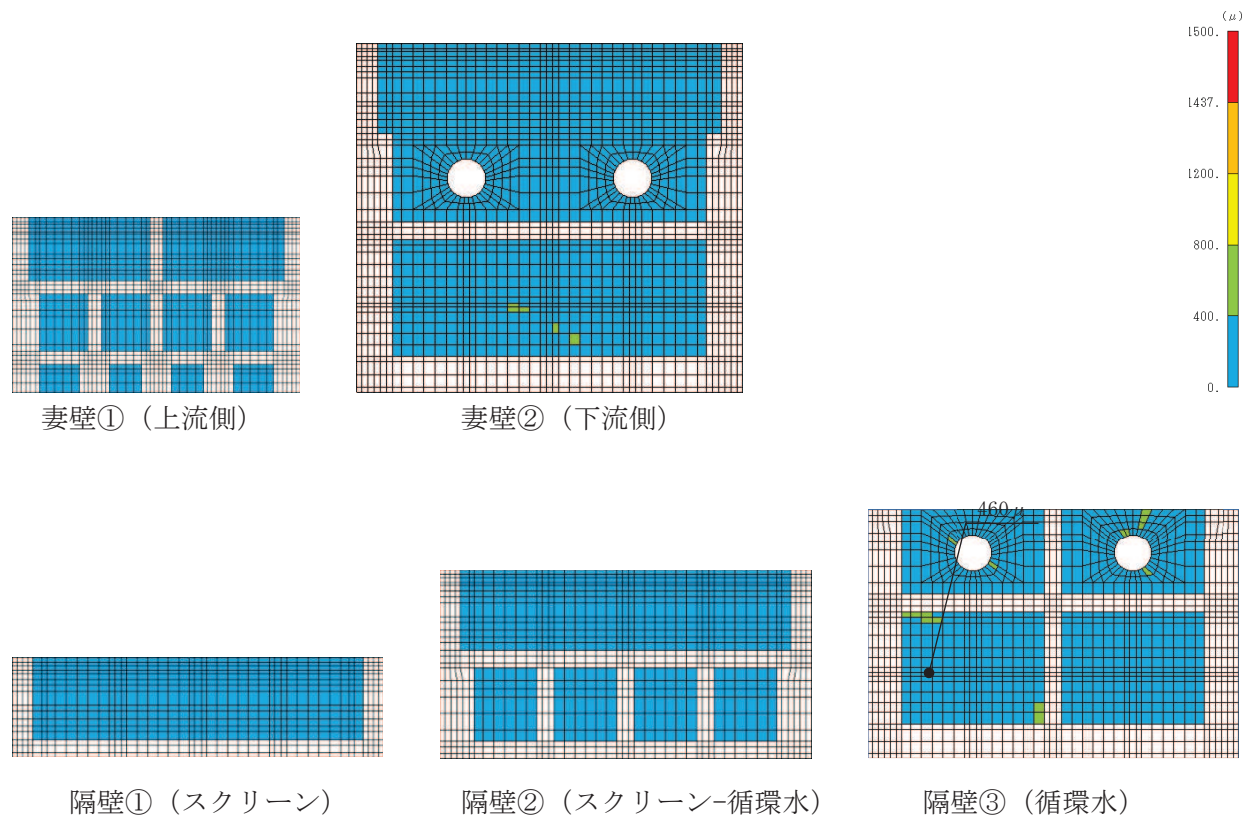 (μ)
1500.
1437.
1200.
800.
400.
0.
妻壁①（上流側）
妻壁②（下流側）
460μ
隔壁①（スクリーン）
隔壁②（スクリーン-循環水）
隔壁③（循環水）